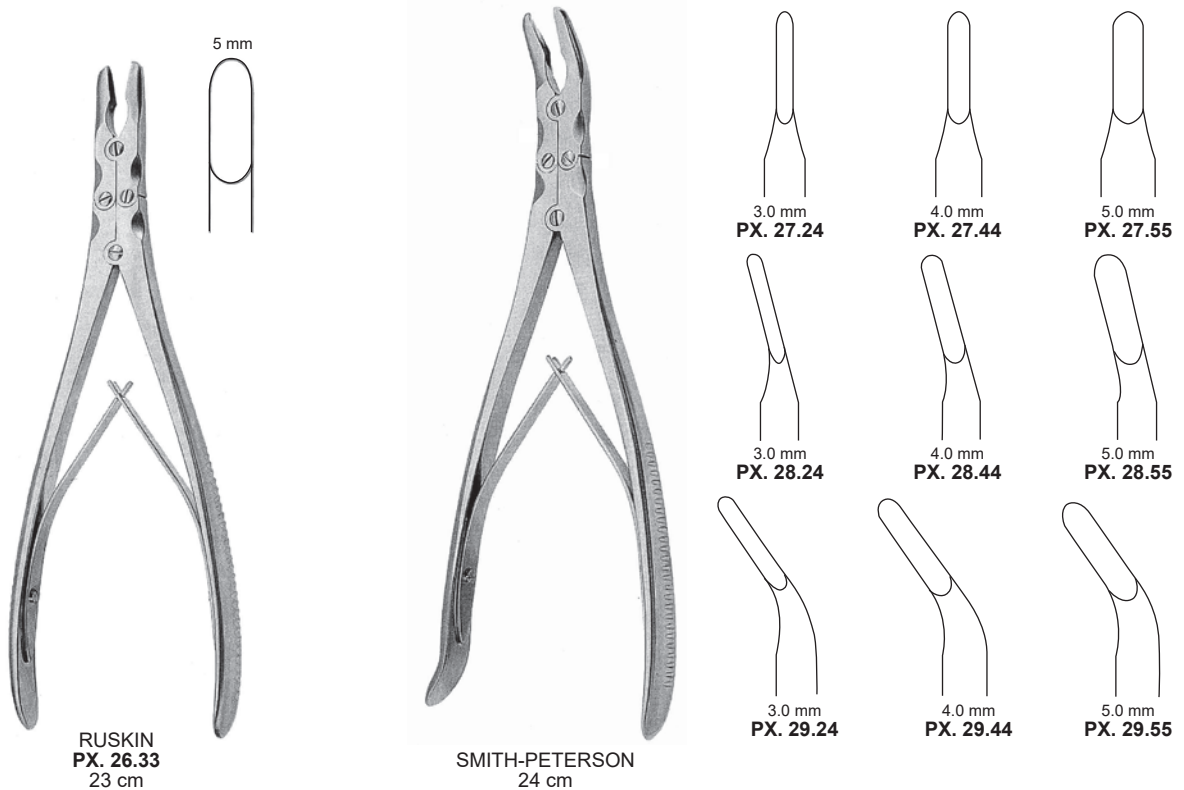 5 mm
RUSKIN
PX. 26.33
23 cm
SMITH-PETERSON
24 cm
3.0 mm
PX. 27.24
4.0 mm
PX. 27.44
5.0 mm
PX. 27.55
3.0 mm
PX. 28.24
4.0 mm
PX. 28.44
5.0 mm
PX. 28.55
3.0 mm
PX. 29.24
4.0 mm
PX. 29.44
5.0 mm
PX. 29.55